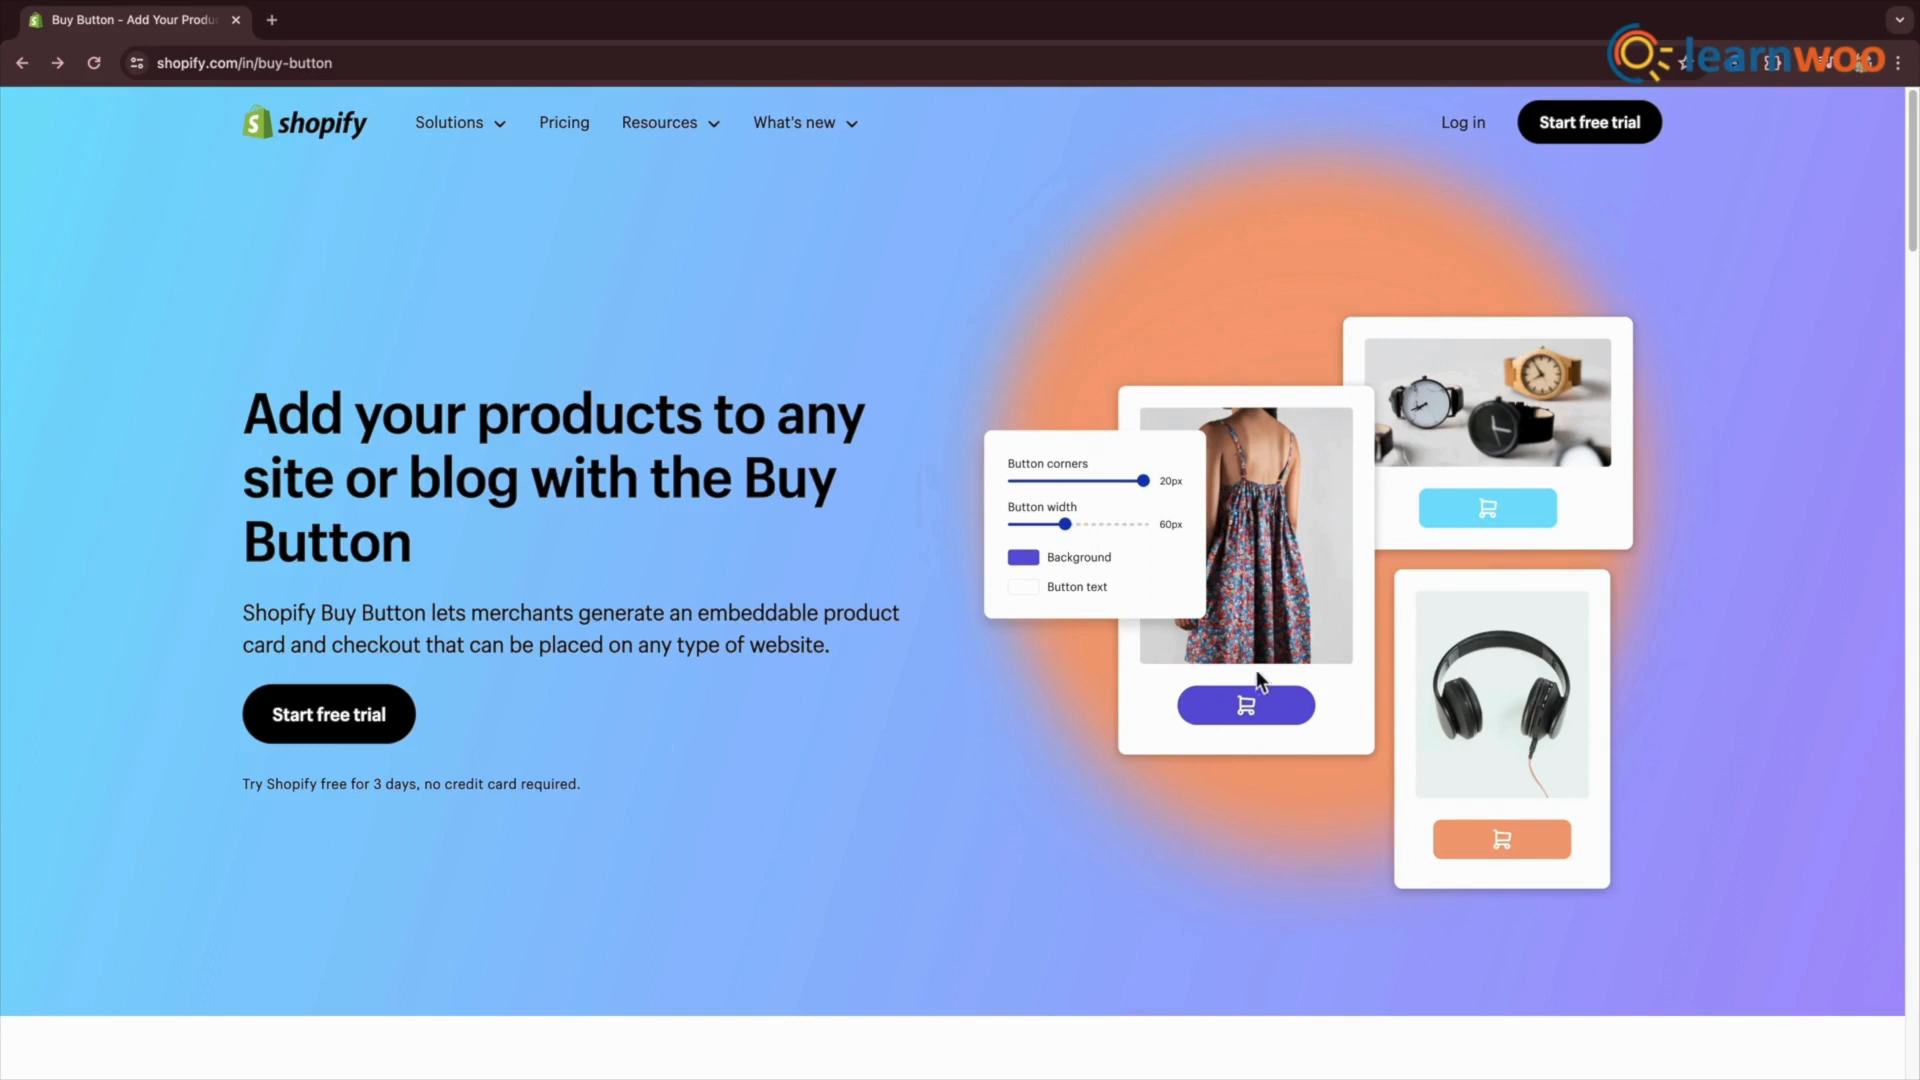 Buy Button - Add Your Produ
shopify.com/in/buy-button
learnwoo
shopify
Solutions
Pricing
Resources
What's new
Log in
Start free trial
Add your products to any
site or blog with the Buy
Button
Shopify Buy Button lets merchants generate an embeddable product
card and checkout that can be placed on any type of website.
Start free trial
Try Shopify free for 3 days, no credit card required.
Button corners
20px
Button width
60px
Background
Button text